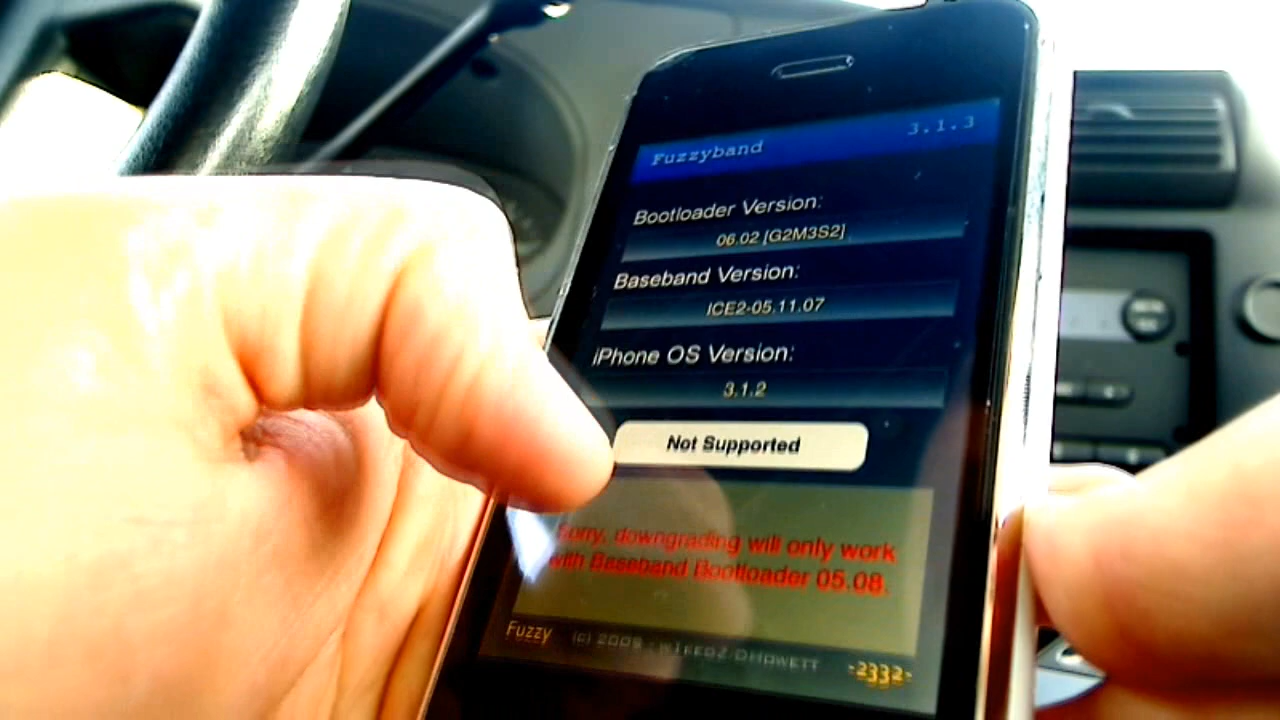 3.1.3
Fuzzyband
Bootloader Version:
06.02 [G2M3S2]
Baseband Version:
ICE2-05.11.07
iPhone OS Version:
3.1.2
Not Supported
Sorry, downgrading will only work
with Baseband Bootloader 05.08.
Fuzzy (c) 2009 -2332-